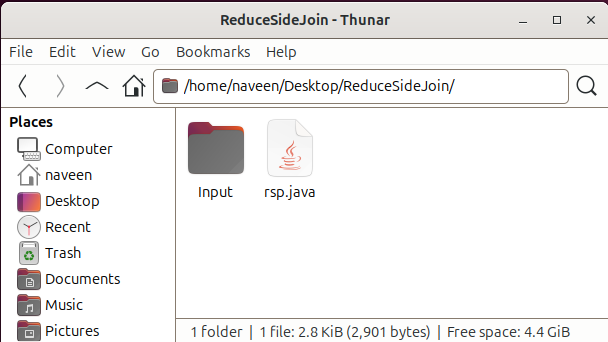 ReduceSideJoin - Thunar
File Edit View Go Bookmarks Help
/home/naveen/Desktop/ReduceSideJoin/
Places
Computer
naveen
Desktop
Recent
Trash
Documents
Music
Pictures
Input
rsp.java
1 folder | 1 file: 2.8 KiB (2,901 bytes) | Free space: 4.4 GiB